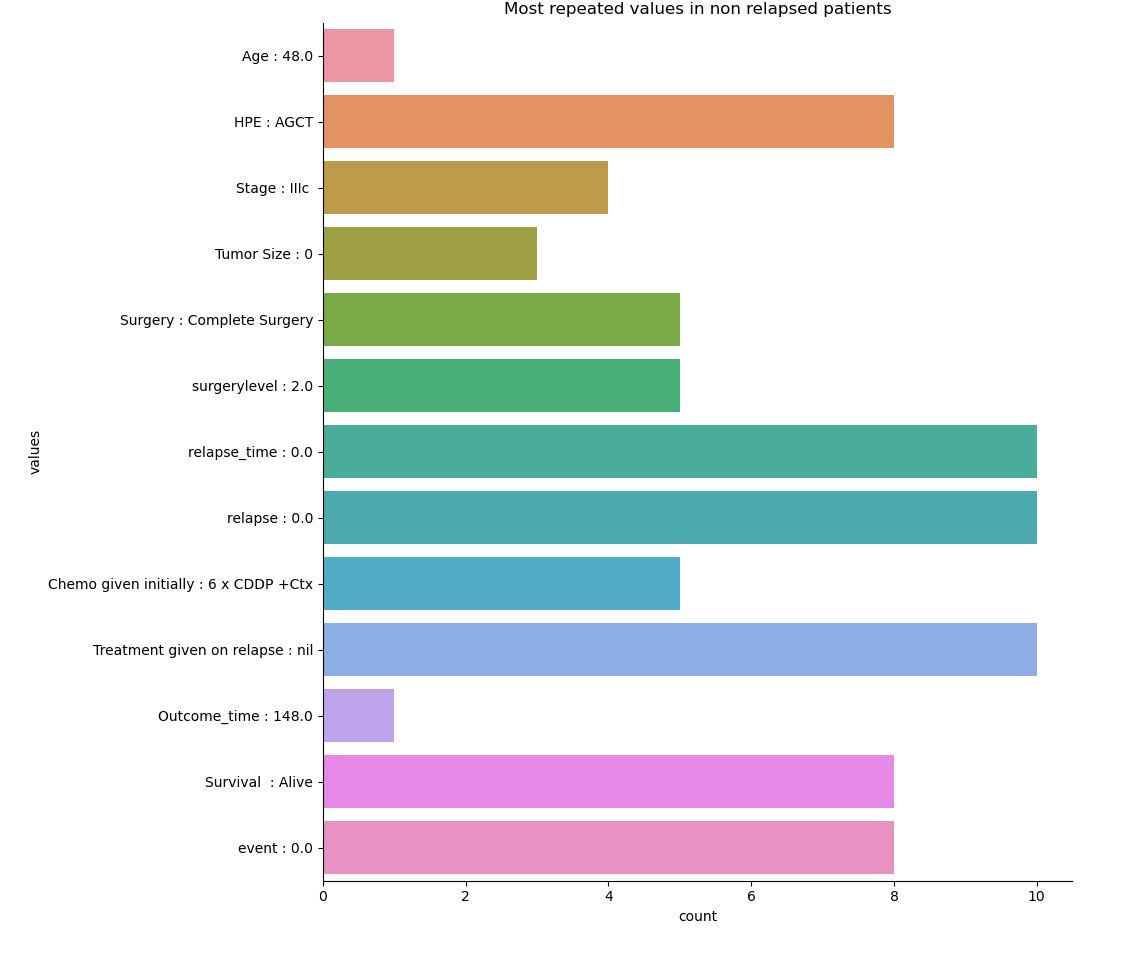 Most repeated values in non relapsed patients
Age : 48.0
HPE : AGCT
Stage : IIIc
Tumor Size : 0
Surgery : Complete Surgery
surgerylevel : 2.0
relapse_time : 0.0
relapse : 0.0
Chemo given initially : 6 x CDDP +Ctx
Treatment given on relapse : nil
Outcome_time : 148.0
Survival  : Alive
event : 0.0
values
0 2 4 6 8 10
count